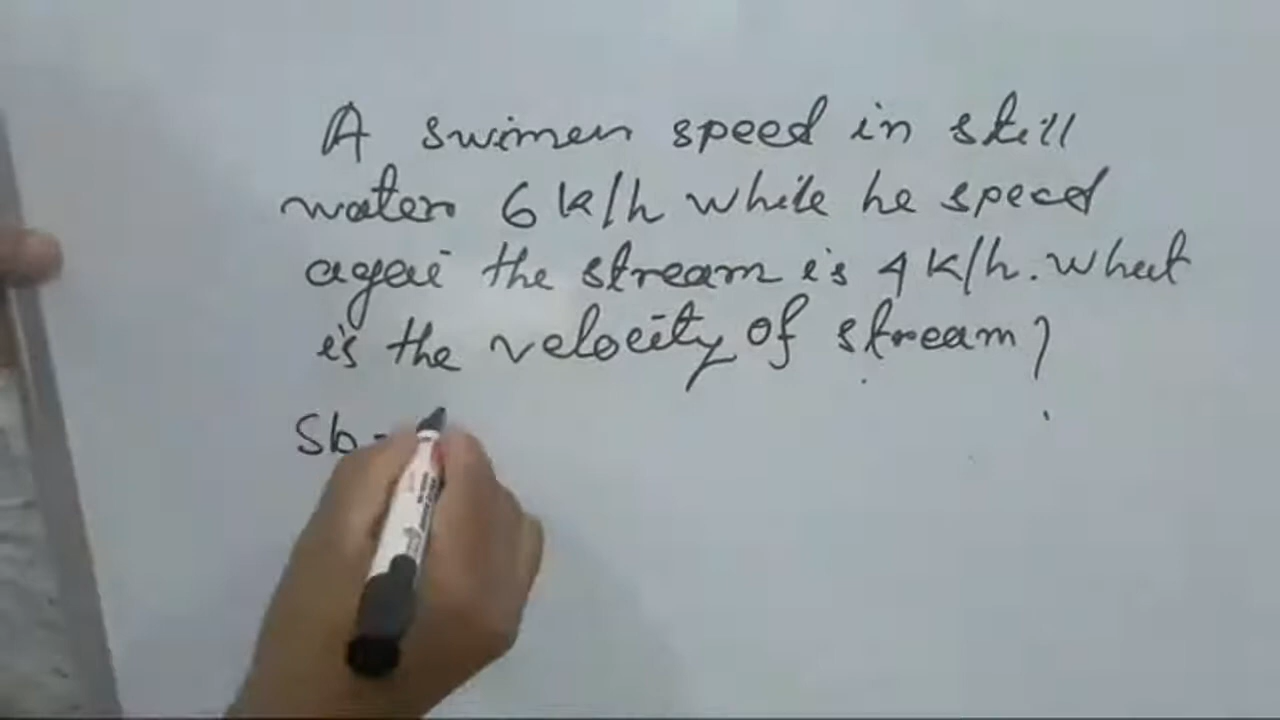 A swimen speed in still
water 6 k/h while he speed
agai the stream is 4 k/h. What
is the velocity of stream?
Sb-